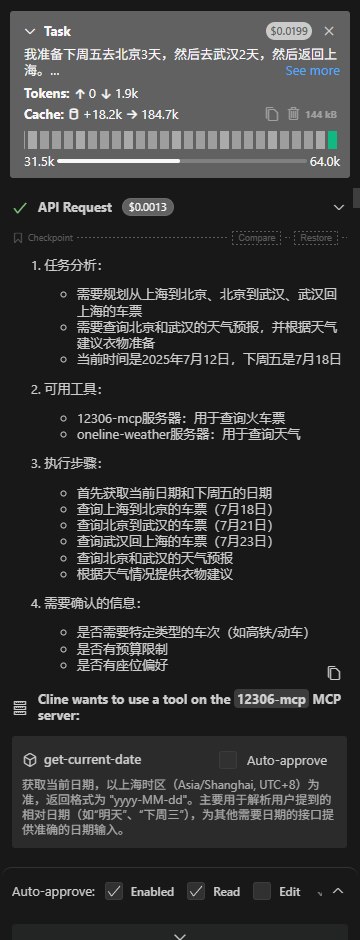 Task
$0.0199
我准备下周五去北京3天，然后去武汉2天，然后返回上
海。...
See more
Tokens: ↑ 0 ↓ 1.9k
Cache: +18.2k → 184.7k
144 kB
31.5k
64.0k
API Request
$0.0013
Checkpoint
Compare
Restore
1. 任务分析：
需要规划从上海到北京、北京到武汉、武汉回
上海的车票
需要查询北京和武汉的天气预报，并根据天气
建议衣物准备
当前时间是2025年7月12日，下周五是7月18日
2. 可用工具：
12306-mcp服务器：用于查询火车票
oneline-weather服务器：用于查询天气
3. 执行步骤：
首先获取当前日期和下周五的日期
查询上海到北京的车票（7月18日）
查询北京到武汉的车票（7月21日）
查询武汉回上海的车票（7月23日）
查询北京和武汉的天气预报
根据天气情况提供衣物建议
4. 需要确认的信息：
是否需要特定类型的车次（如高铁/动车）
是否有预算限制
是否有座位偏好
Cline wants to use a tool on the 12306-mcp MCP
server:
get-current-date
Auto-approve
获取当前日期，以上海时区（Asia/Shanghai, UTC+8）为
准，返回格式为 "yyyy-MM-dd"。主要用于解析用户提到的
相对日期（如“明天”、“下周三”），为其他需要日期的接口提
供准确的日期输入。
Auto-approve:
Enabled
Read
Edit